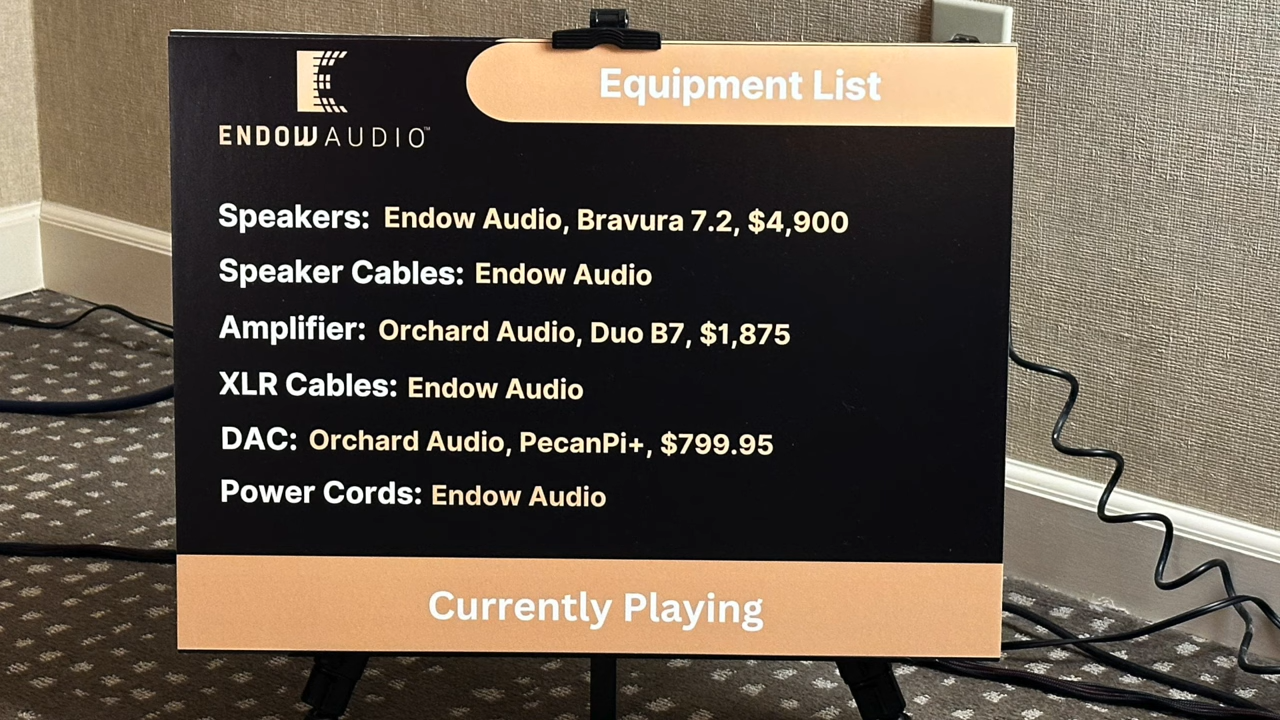 Equipment List
ENDOW AUDIO™
Speakers: Endow Audio, Bravura 7.2, $4,900
Speaker Cables: Endow Audio
Amplifier: Orchard Audio, Duo B7, $1,875
XLR Cables: Endow Audio
DAC: Orchard Audio, PecanPi+, $799.95
Power Cords: Endow Audio
Currently Playing